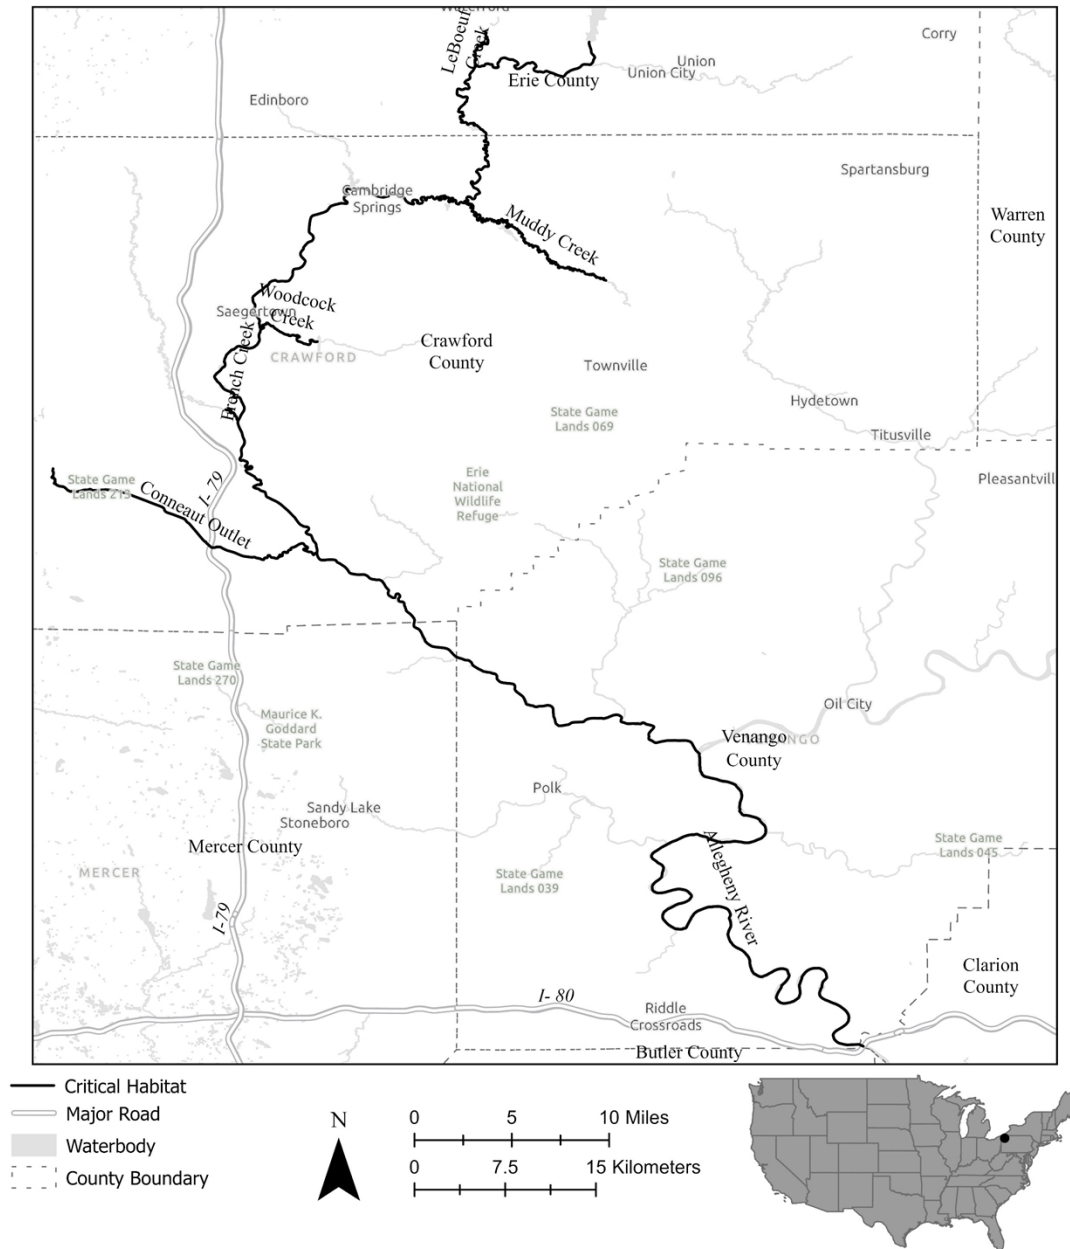 Waterford
LeBoeuf
Creek
Corry
Union
Union City
Erie County
Edinboro
Spartansburg
Cambridge
Springs
Muddy Creek
Warren
County
Woodcock
Creek
Saegertown
CRAWFORD
French Creek
Crawford
County
Townville
Hydetown
State Game
Lands 069
Titusville
Pleasantvill
State Game
Lands 213
I-79
Conneaut Outlet
Erie
National
Wildlife
Refuge
State Game
Lands 096
State Game
Lands 270
Maurice K.
Goddard
State Park
Oil City
Venango
County
Polk
Sandy Lake
Stoneboro
Mercer County
MERCER
State Game
Lands 039
Allegheny River
State Game
Lands 045
I-79
Clarion
County
I- 80
Riddle
Crossroads
Butler County
Critical Habitat
Major Road
Waterbody
County Boundary
N
0 5 10 Miles
0 7.5 15 Kilometers